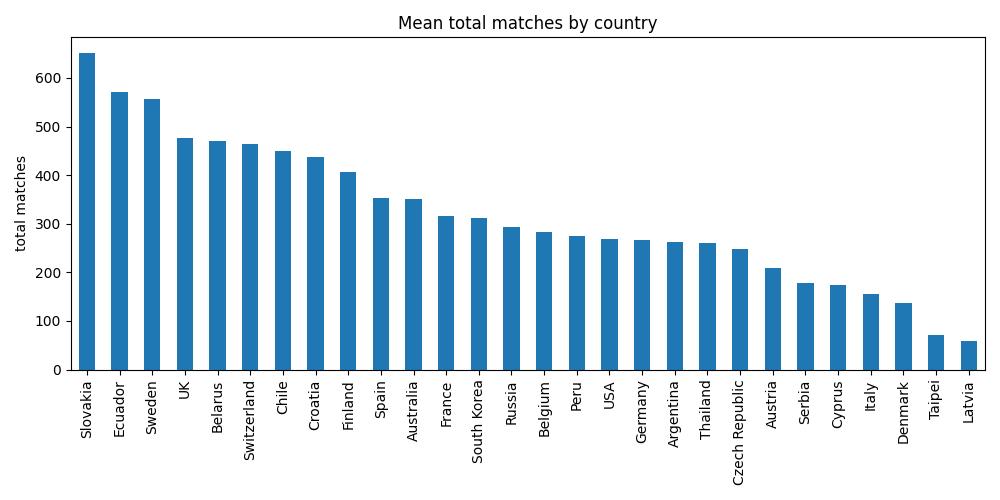 Mean total matches by country
total matches
600
500
400
300
200
100
0
Slovakia
Ecuador
Sweden
UK
Belarus
Switzerland
Chile
Croatia
Finland
Spain
Australia
France
South Korea
Russia
Belgium
Peru
USA
Germany
Argentina
Thailand
Czech Republic
Austria
Serbia
Cyprus
Italy
Denmark
Taipei
Latvia